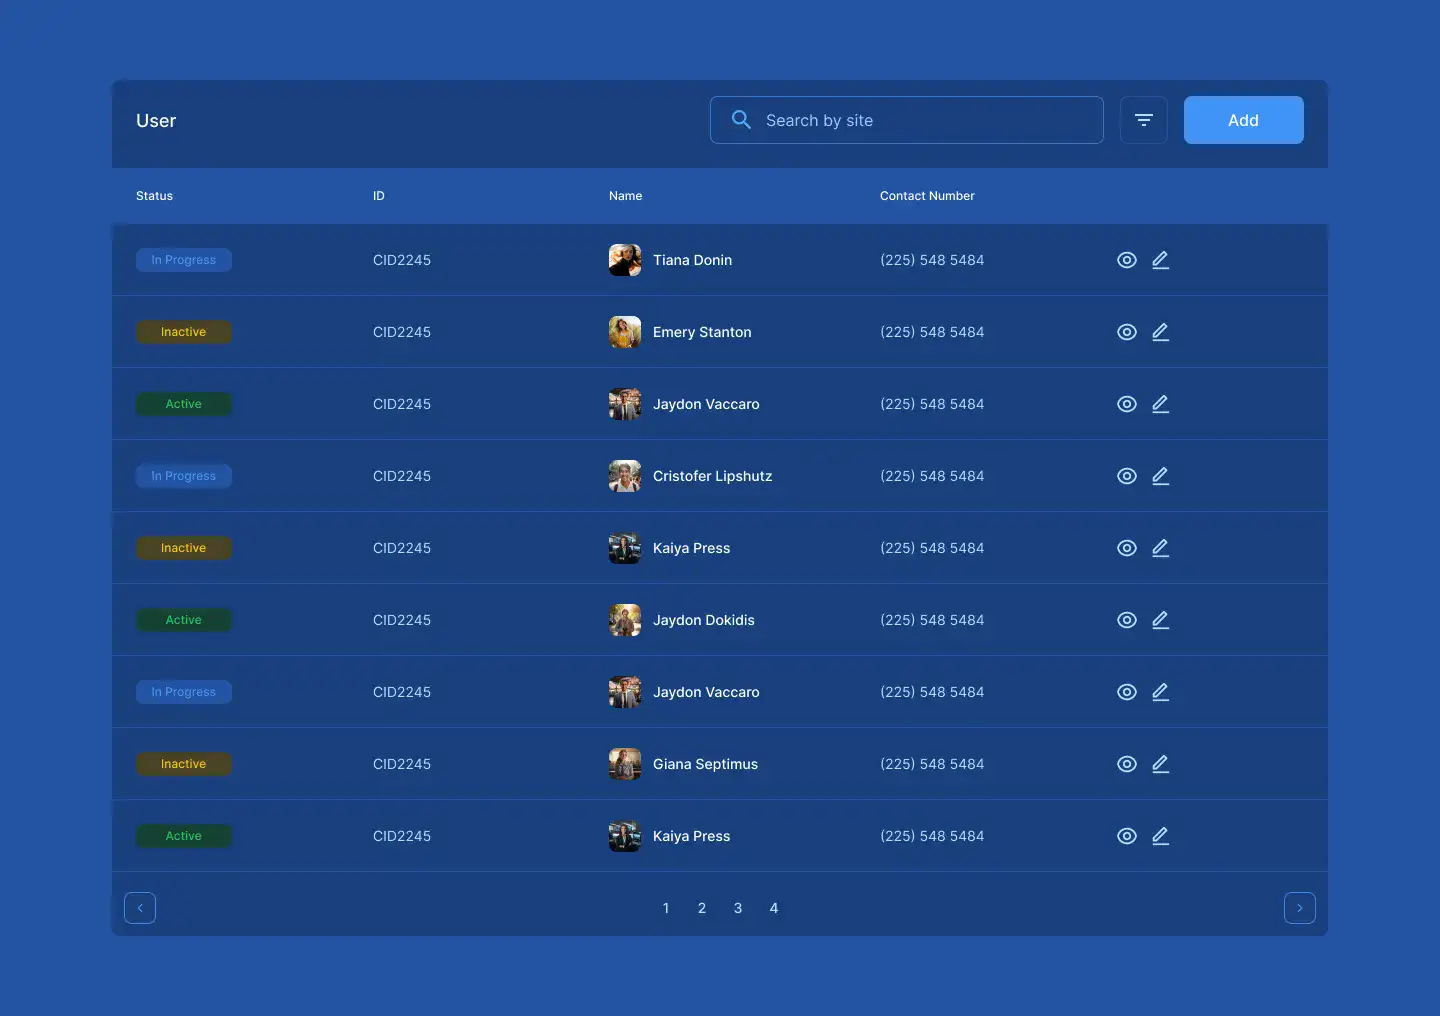 User Search by site Add
Status ID Name Contact Number
In Progress CID2245 Tiana Donin (225) 548 5484
Inactive CID2245 Emery Stanton (225) 548 5484
Active CID2245 Jaydon Vaccaro (225) 548 5484
In Progress CID2245 Cristofer Lipshutz (225) 548 5484
Inactive CID2245 Kaiya Press (225) 548 5484
Active CID2245 Jaydon Dokidis (225) 548 5484
In Progress CID2245 Jaydon Vaccaro (225) 548 5484
Inactive CID2245 Giana Septimus (225) 548 5484
Active CID2245 Kaiya Press (225) 548 5484
1 2 3 4